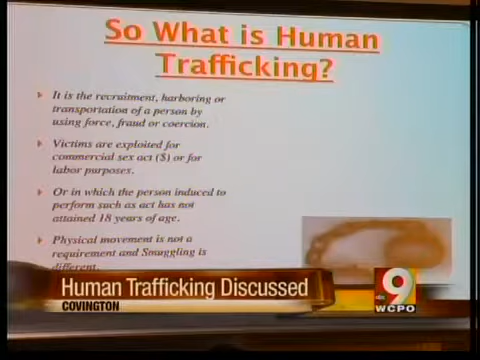 So What is Human
Trafficking?
It is the recruitment, harboring or
transportation of a person by
using force, fraud or coercion.
Victims are exploited for
commercial sex act ($) or for
labor purposes.
Or in which the person induced to
perform such as act has not
attained 18 years of age.
Physical movement is not a
requirement and Smuggling is
different.
Human Trafficking Discussed
COVINGTON
abc 9
WCPO